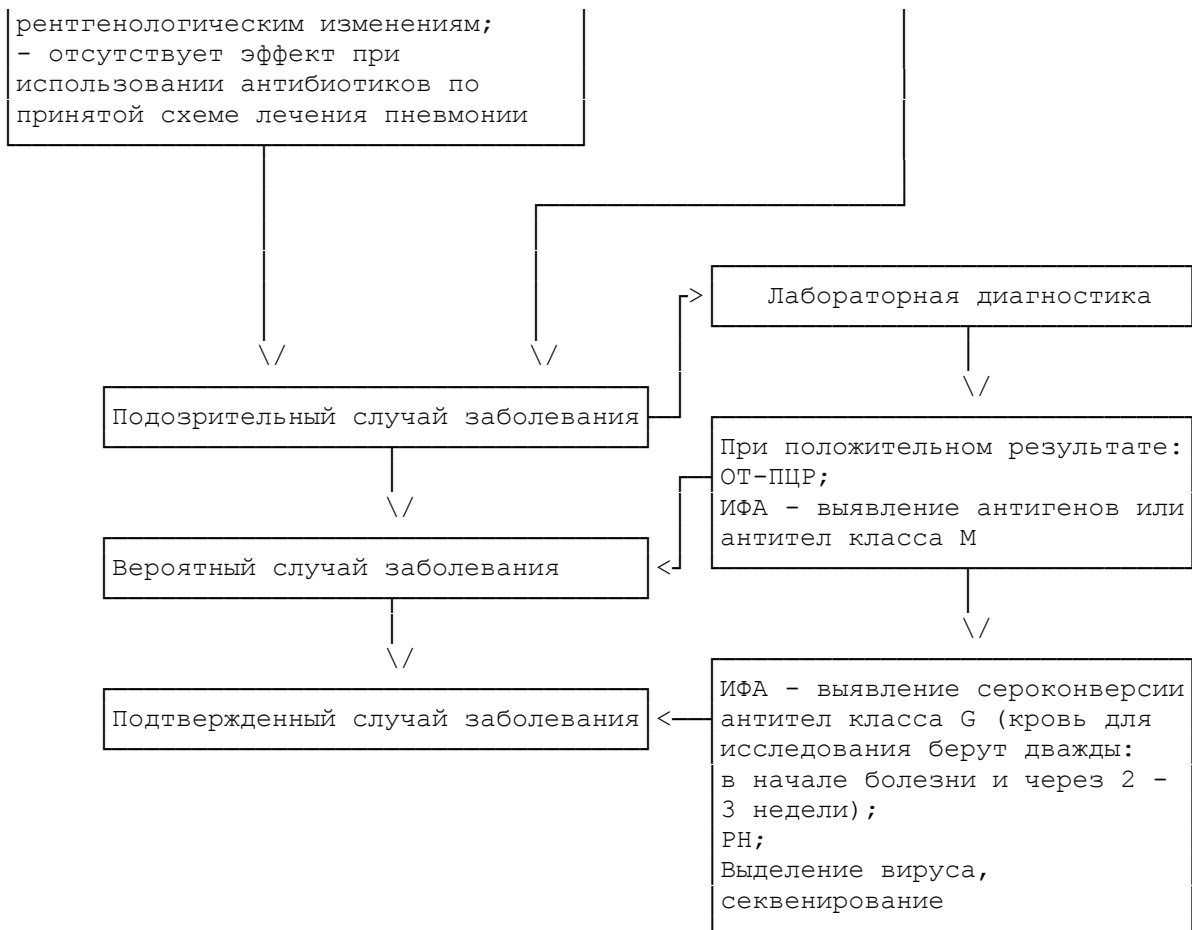 рентгенологическим изменениям;
- отсутствует эффект при
использовании антибиотиков по
принятой схеме лечения пневмонии
Лабораторная диагностика
Подозрительный случай заболевания
При положительном результате:
ОТ-ПЦР;
ИФА - выявление антигенов или
антител класса М
Вероятный случай заболевания
Подтвержденный случай заболевания
ИФА - выявление сероконверсии
антител класса G (кровь для
исследования берут дважды:
в начале болезни и через 2 -
3 недели);
РН;
Выделение вируса,
секвенирование